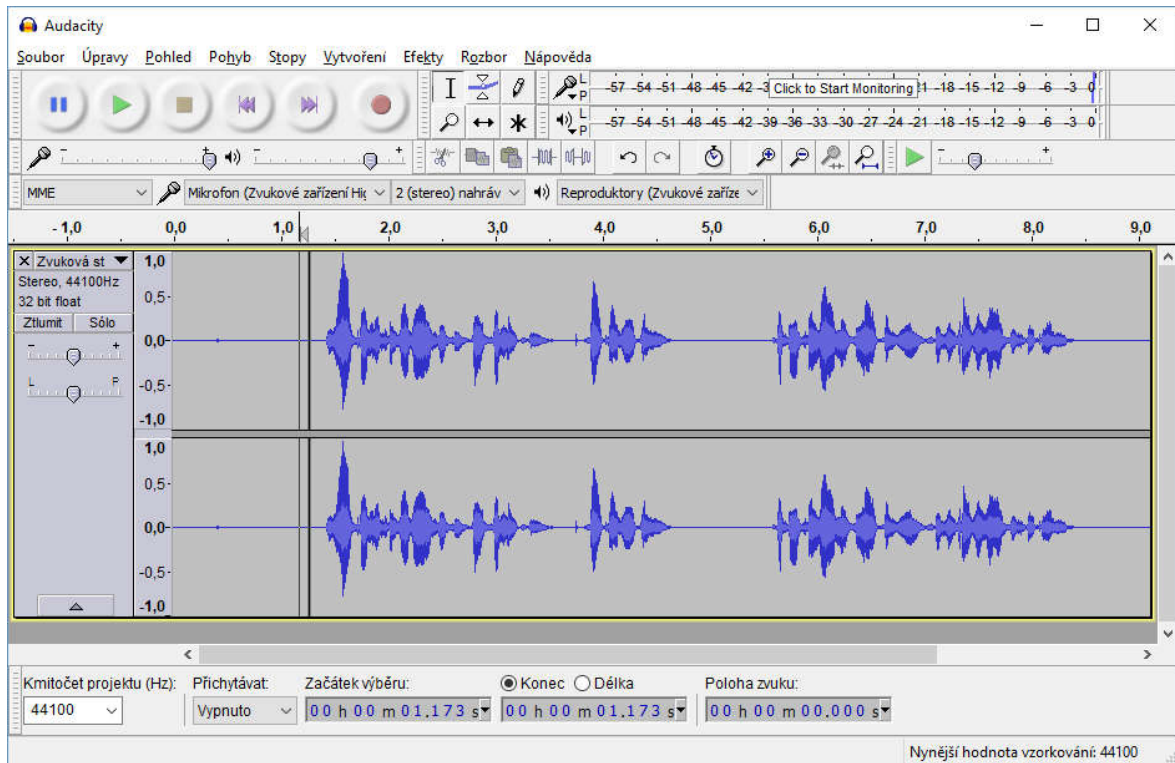 Audacity
Soubor Úpravy Pohled Pohyb Stopy Vytvoření Efekty Rozbor Nápověda
L
P
-57 -54 -51 -48 -45 -42 -3 Click to Start Monitoring 1 -18 -15 -12 -9 -6 -3 0
L
P
-57 -54 -51 -48 -45 -42 -39 -36 -33 -30 -27 -24 -21 -18 -15 -12 -9 -6 -3 0
- + - +
- +
MME Mikrofon (Zvukové zařízení Hig 2 (stereo) nahráv Reproduktory (Zvukové zaříze
- 1,0 0,0 1,0 2,0 3,0 4,0 5,0 6,0 7,0 8,0 9,0
X Zvuková st
Stereo, 44100Hz
32 bit float
Ztlumit Sólo
- +
L P
1,0
0,5-
0,0-
-0,5-
-1,0
1,0
0,5-
0,0-
-0,5-
-1,0
Kmitočet projektu (Hz): Přichytávat: Začátek výběru: Konec Délka Poloha zvuku:
44100 Vypnuto 00 h 00 m 01.173 s 00 h 00 m 01.173 s 00 h 00 m 00.000 s
Nynější hodnota vzorkování: 44100